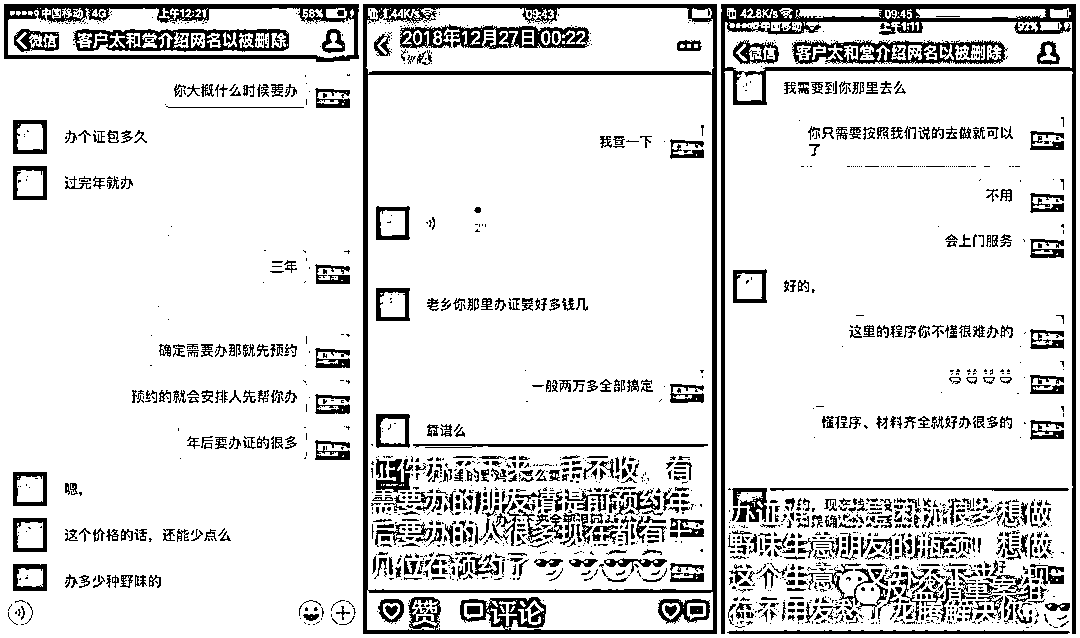 中国移动 4G
上午12:21
微信
客户太和堂介绍网名以被删除
你大概什么时候要办
办个证包多久
过完年就办
三年
确定需要办那就先预约
预约的就会安排人先帮你办
年后要办证的很多
嗯,
这个价格的话，还能少点么
办多少种野味的
1.44K/s
09:43
2018年12月27日 00:22
我查一下
2"
老乡你那里办证要好多钱几
一般两万多全部搞定
靠谱么
证件办不下来一毛不收。有
需要办的朋友请提前预约年
后要办的人很多现在都有十
几位在预约了
赞
评论
42.8K/s
09:45
中国移动
微信
客户太和堂介绍网名以被删除
我需要到你那里去么
你只需要按照我们说的去做就可以
了
不用
会上门服务
好的,
这里的程序你不懂很难办的
懂程序、材料齐全就好办很多的
办证难，这是困扰很多想做
野味生意朋友的瓶颈！想做
这个生意又办不下来
在不用发愁了龙腾解决你